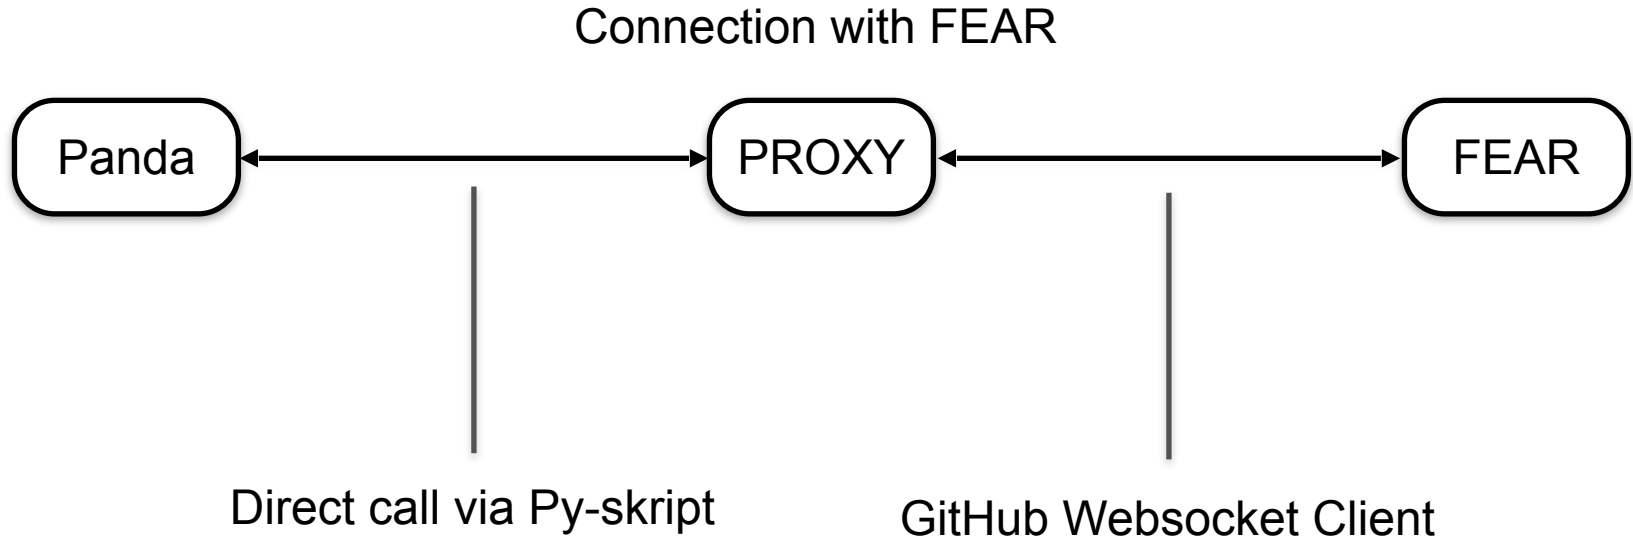 Connection with FEAR
Panda
PROXY
FEAR
Direct call via Py-skript
GitHub Websocket Client